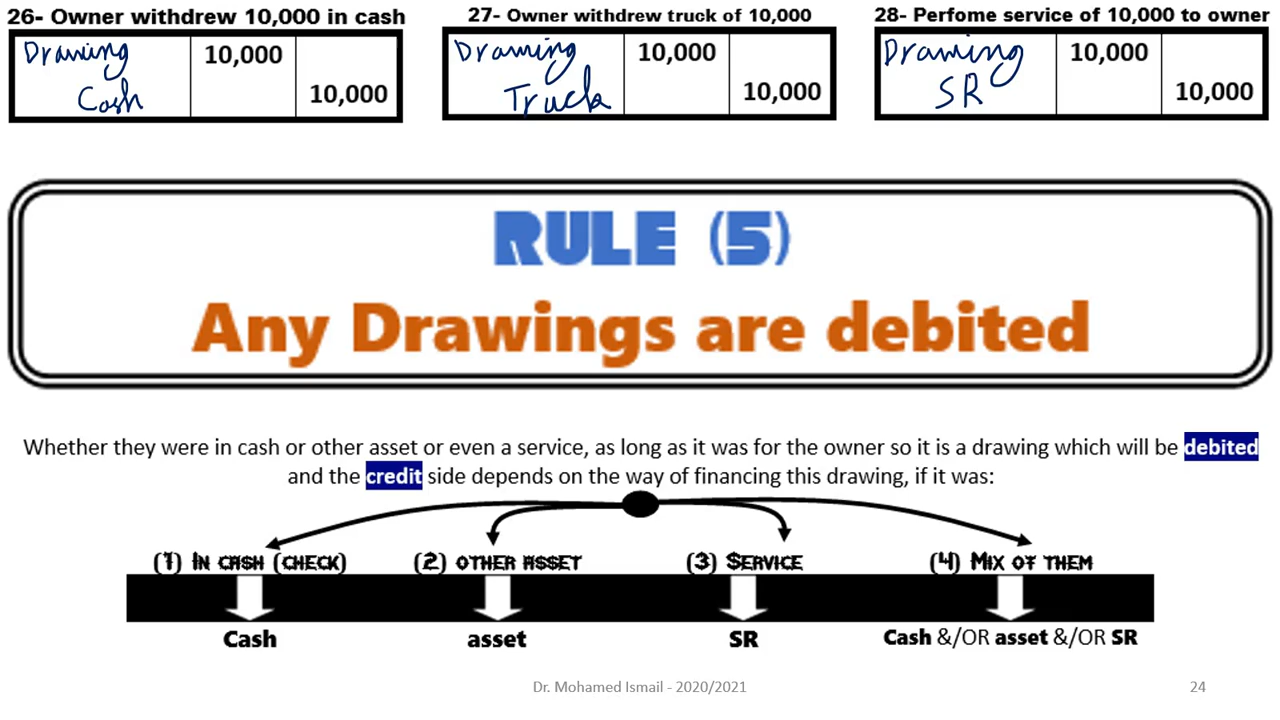 26- Owner withdrew 10,000 in cash
Drawing 10,000
Cash 10,000
27- Owner withdrew truck of 10,000
Drawing 10,000
Truck 10,000
28- Perfome service of 10,000 to owner
Drawing 10,000
SR 10,000
RULE (5)
Any Drawings are debited
Whether they were in cash or other asset or even a service, as long as it was for the owner so it is a drawing which will be debited
and the credit side depends on the way of financing this drawing, if it was:
(1) In cash (check)
(2) other asset
(3) Service
(4) Mix of them
Cash
asset
SR
Cash &/OR asset &/OR SR
Dr. Mohamed Ismail - 2020/2021
24